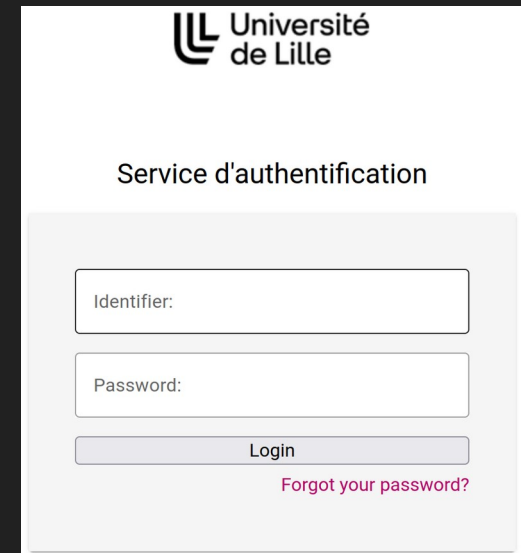 Université
de Lille
Service d'authentification
Identifier:
Password:
Login
Forgot your password?